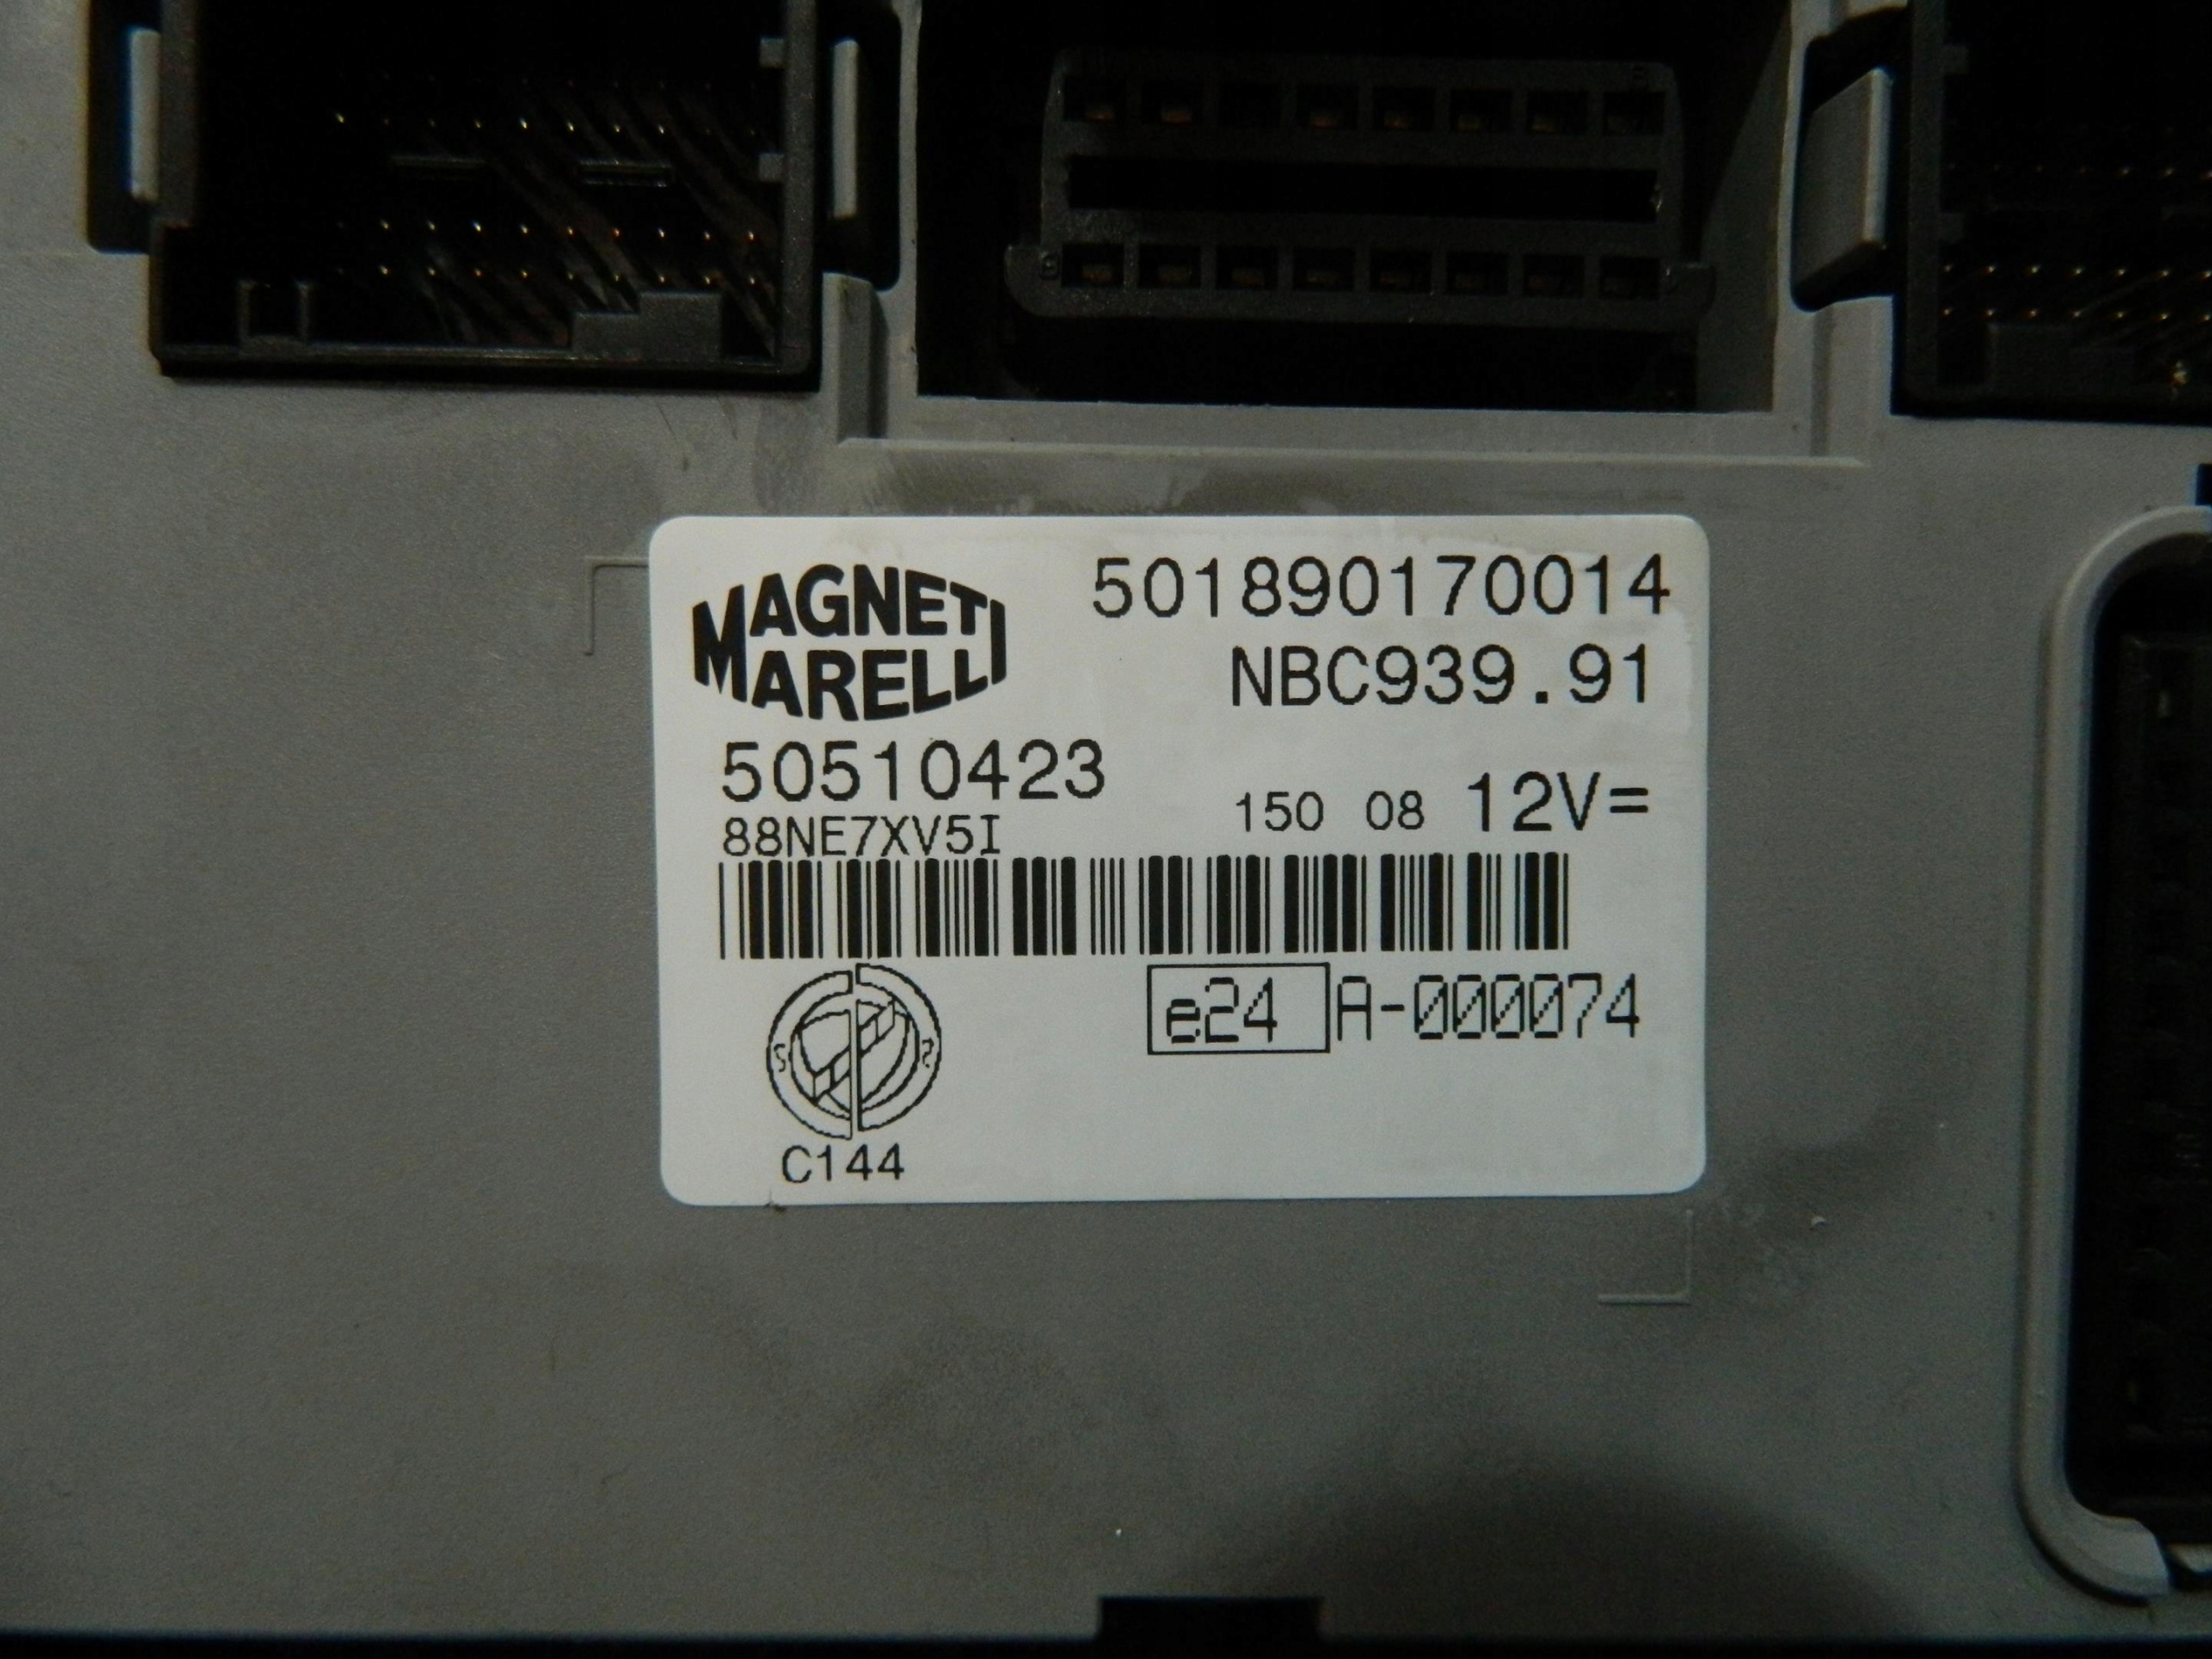 MAGNETI MARELLI
501890170014
NBC939.91
50510423
150 08 12V=
88NE7XV5I
e24 A-000074
C144